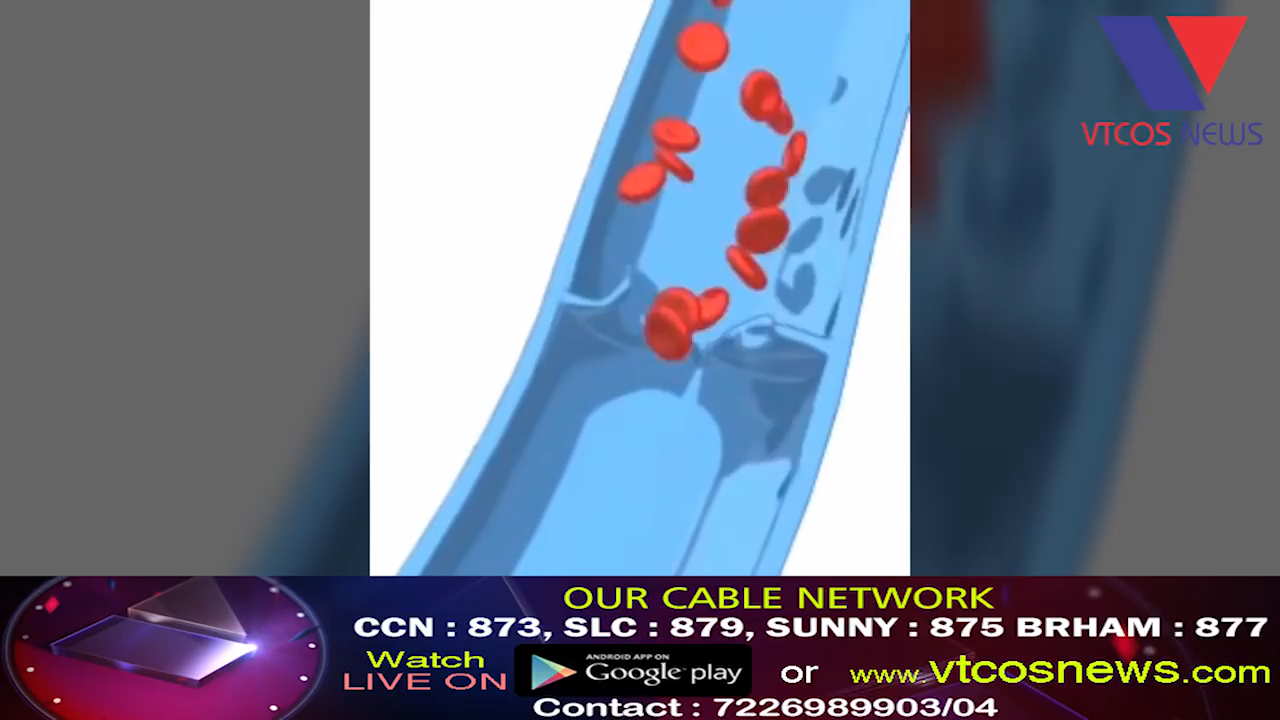 VTCOS NEWS
OUR CABLE NETWORK
CCN : 873, SLC : 879, SUNNY : 875 BRHAM : 877
Watch
LIVE ON
ANDROID APP ON
Google play
or
www.vtcosnews.com
Contact : 7226989903/04